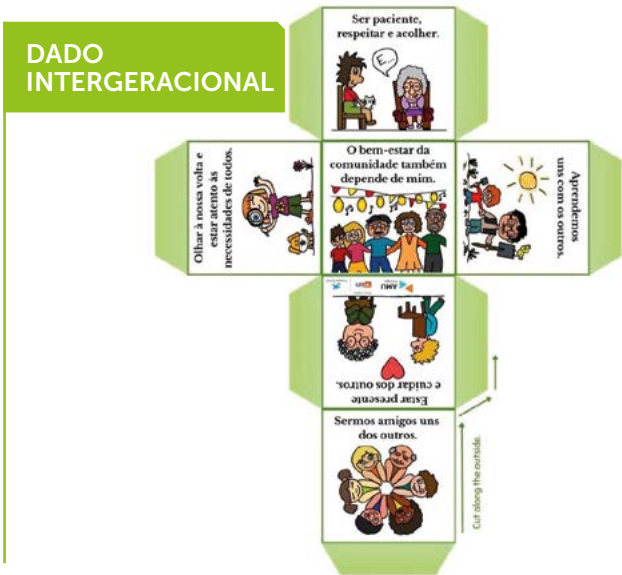 DADO
INTERGERACIONAL
Ser paciente,
respeitar e acolher.
E...
Olhar à nossa volta e
estar atento às
necessidades de todos.
O bem-estar da
comunidade também
depende de mim.
Aprendemos
uns com os outros.
AMU
Estar presente
e cuidar dos outros.
Sermos amigos uns
dos outros.
Cut along the outside.